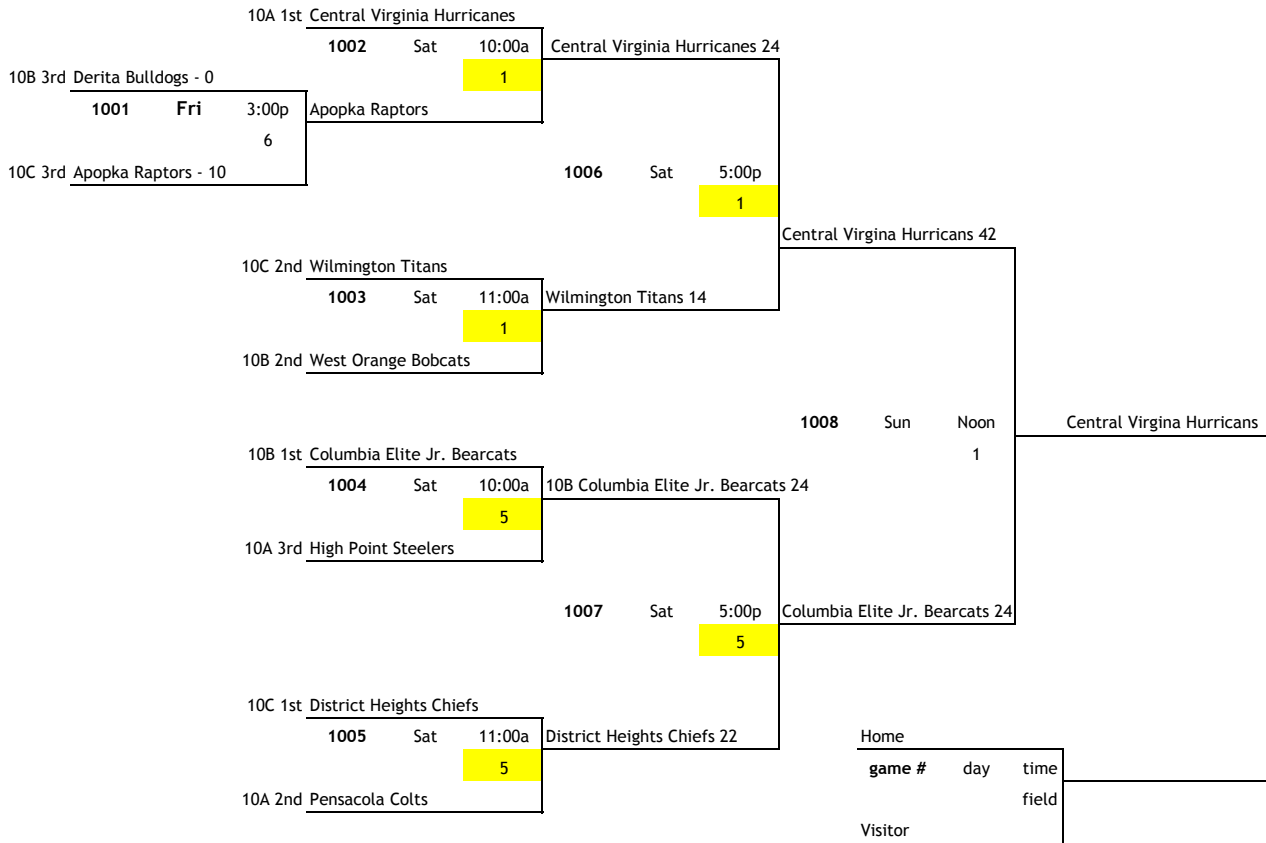 10A 1st Central Virginia Hurricanes
1002 Sat 10:00a Central Virginia Hurricanes 24
10B 3rd Derita Bulldogs - 0 1
1001 Fri 3:00p Apopka Raptors
6
10C 3rd Apopka Raptors - 10 1006 Sat 5:00p
1
Central Virgina Hurricans 42
10C 2nd Wilmington Titans
1003 Sat 11:00a Wilmington Titans 14
1
10B 2nd West Orange Bobcats
1008 Sun Noon Central Virgina Hurricans
10B 1st Columbia Elite Jr. Bearcats 1
1004 Sat 10:00a 10B Columbia Elite Jr. Bearcats 24
5
10A 3rd High Point Steelers
1007 Sat 5:00p Columbia Elite Jr. Bearcats 24
5
10C 1st District Heights Chiefs
1005 Sat 11:00a District Heights Chiefs 22 Home
5 game # day time
10A 2nd Pensacola Colts field
Visitor